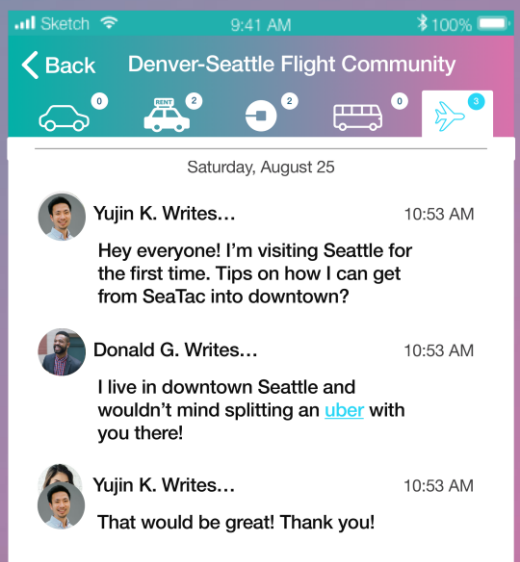 Sketch 9:41 AM 100%
Back Denver-Seattle Flight Community
0 RENT 2 2 0 3
Saturday, August 25
Yujin K. Writes... 10:53 AM
Hey everyone! I’m visiting Seattle for
the first time. Tips on how I can get
from SeaTac into downtown?
Donald G. Writes... 10:53 AM
I live in downtown Seattle and
wouldn’t mind splitting an uber with
you there!
Yujin K. Writes... 10:53 AM
That would be great! Thank you!